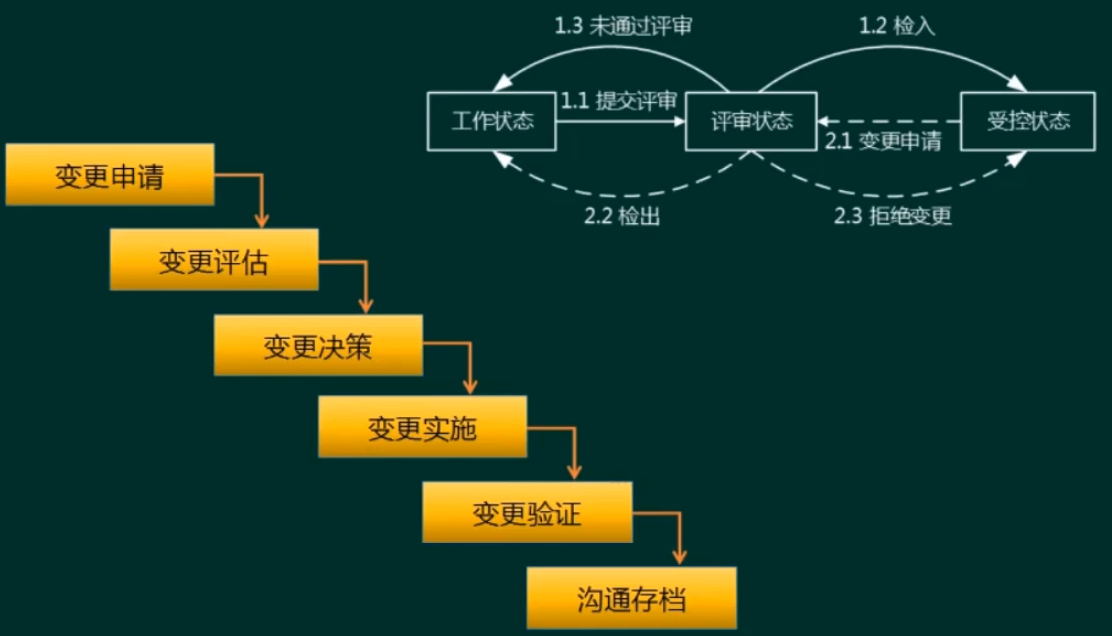 1.3 未通过评审
1.2 检入
工作状态
1.1 提交评审
评审状态
2.1 变更申请
受控状态
2.2 检出
2.3 拒绝变更
变更申请
变更评估
变更决策
变更实施
变更验证
沟通存档